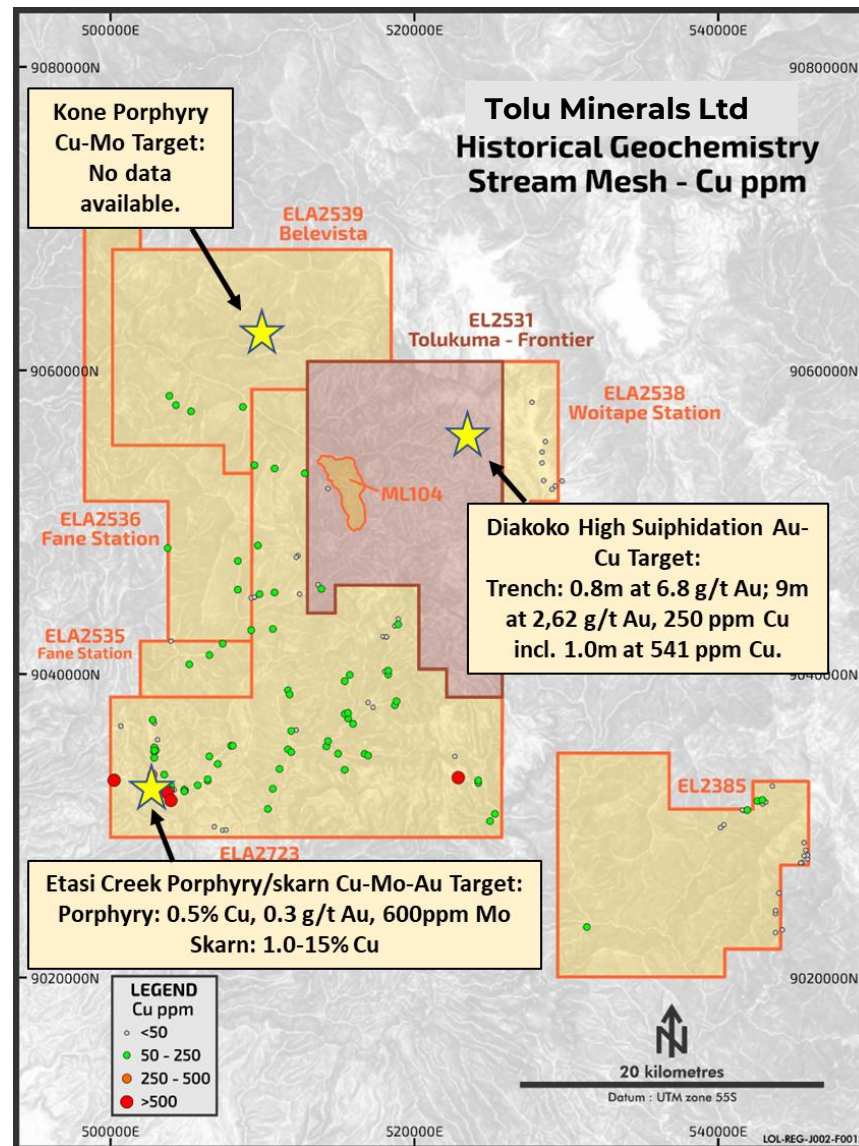 500000E
520000E
540000E
9080000N
9080000N
Tolu Minerals Ltd
Historical Geochemistry
Stream Mesh - Cu ppm
Kone Porphyry
Cu-Mo Target:
No data
available.
ELA2539
Belevista
EL2531
Tolukuma - Frontier
9060000N
9060000N
ELA2538
Woitape Station
ML104
ELA2536
Fane Station
Diakoko High Suiphidation Au-
Cu Target:
Trench: 0.8m at 6.8 g/t Au; 9m
at 2,62 g/t Au, 250 ppm Cu
incl. 1.0m at 541 ppm Cu.
ELA2535
Fane Station
9040000N
9040000N
EL2385
ELA2723
Etasi Creek Porphyry/skarn Cu-Mo-Au Target:
Porphyry: 0.5% Cu, 0.3 g/t Au, 600ppm Mo
Skarn: 1.0-15% Cu
9020000N
9020000N
LEGEND
Cu ppm
<50
50 - 250
250 - 500
>500
N
20 kilometres
Datum : UTM zone 55S
500000E
520000E
540000E